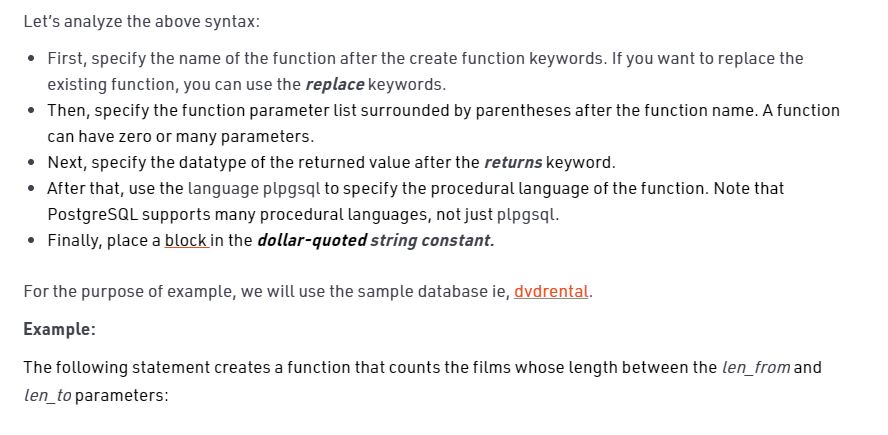 Let's analyze the above syntax:
• First, specify the name of the function after the create function keywords. If you want to replace the
existing function, you can use the replace keywords.
• Then, specify the function parameter list surrounded by parentheses after the function name. A function
can have zero or many parameters.
• Next, specify the datatype of the returned value after the returns keyword.
• After that, use the language plpgsql to specify the procedural language of the function. Note that
PostgreSQL supports many procedural languages, not just plpgsql.
• Finally, place a block in the dollar-quoted string constant.
For the purpose of example, we will use the sample database ie, dvdrental.
Example:
The following statement creates a function that counts the films whose length between the len_from and
len_to parameters: